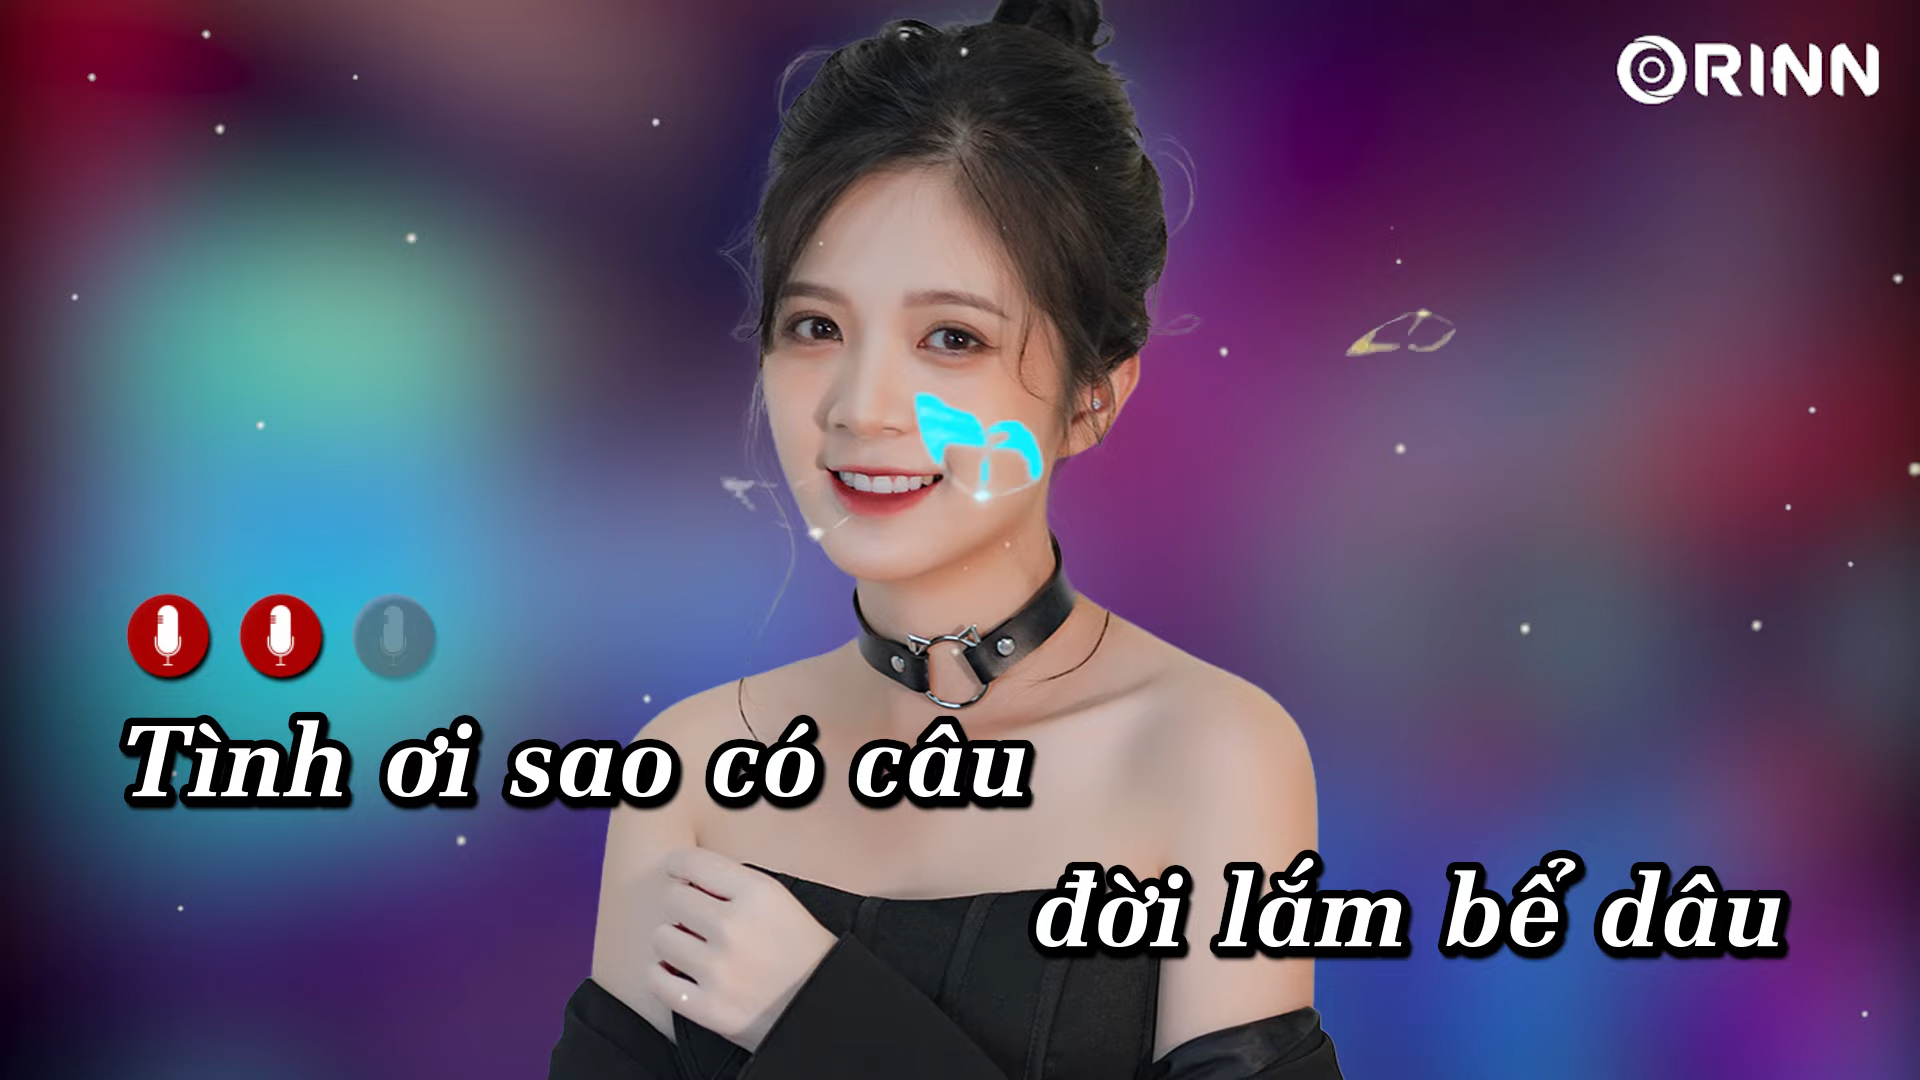 ORINN
Tình ơi sao có câu
đời lắm bể dâu